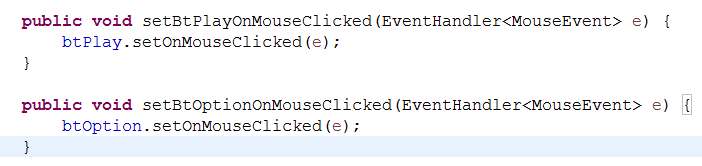 public void setBtPlayOnMouseClicked(EventHandler<MouseEvent> e) {
btPlay.setOnMouseClicked(e);
}
public void setBtOptionOnMouseClicked(EventHandler<MouseEvent> e) {
btOption.setOnMouseClicked(e);
}